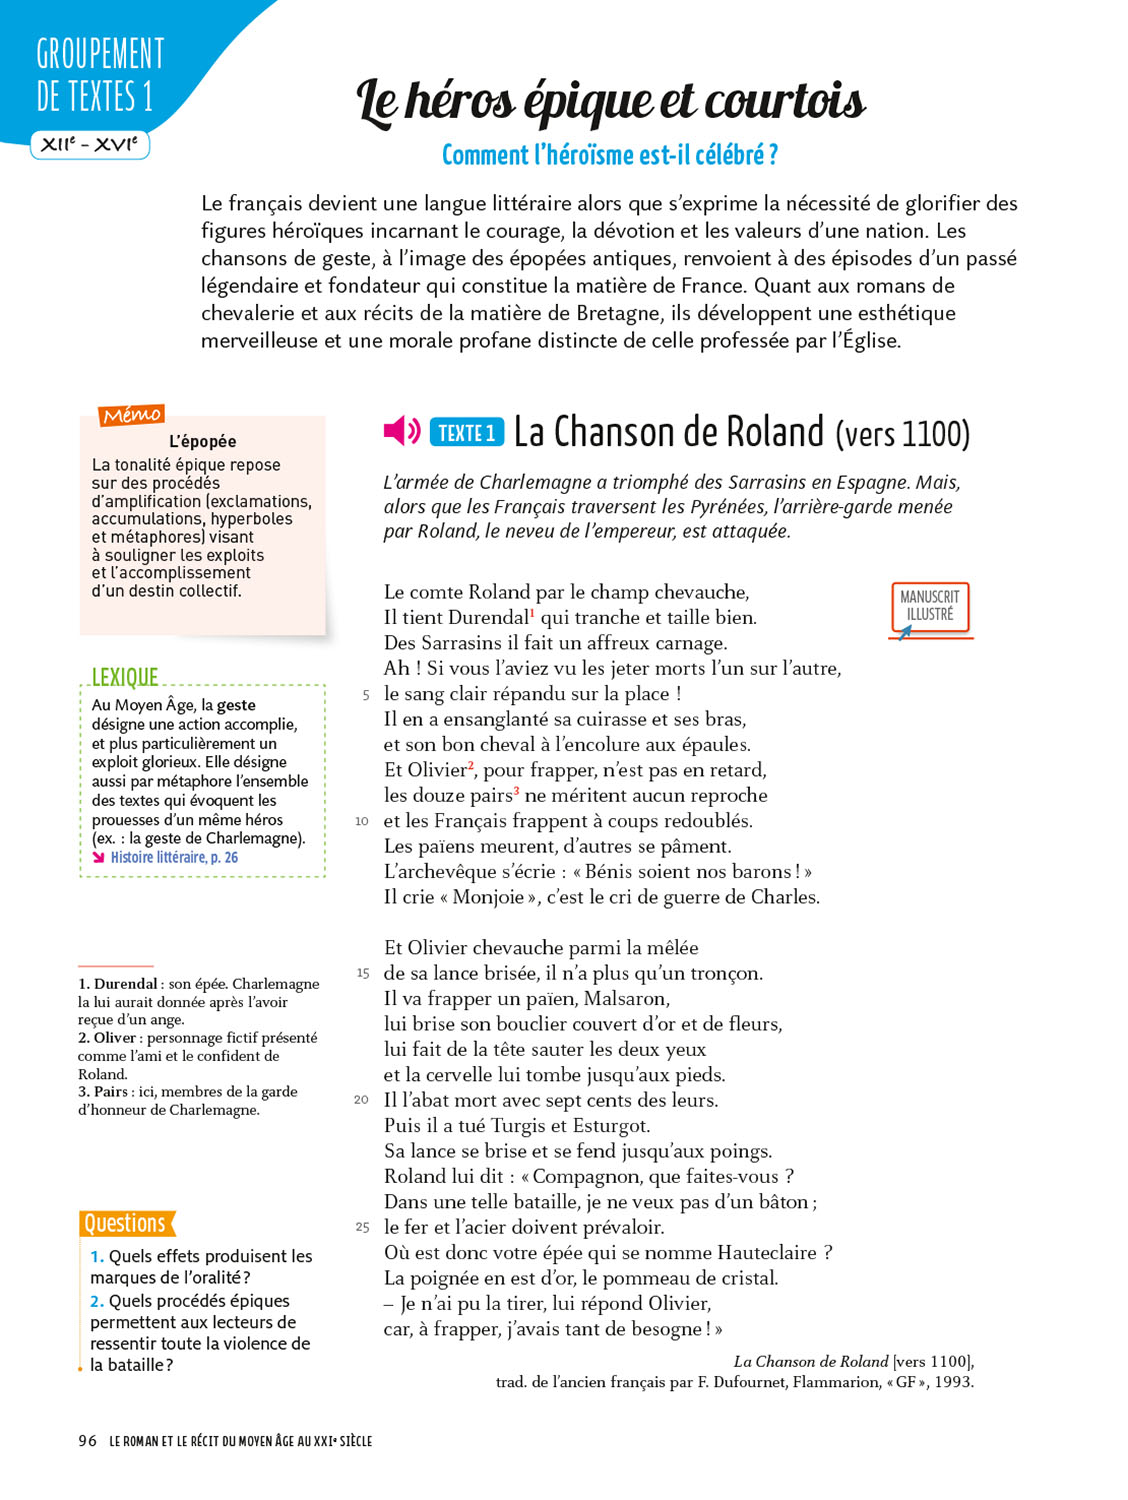 GROUPEMENT
DE TEXTES 1
XIIe – XVIe
Le héros épique et courtois
Comment l'héroïsme est-il célébré ?
Le français devient une langue littéraire alors que s'exprime la nécessité de glorifier des
figures héroïques incarnant le courage, la dévotion et les valeurs d'une nation. Les
chansons de geste, à l'image des épopées antiques, renvoient à des épisodes d'un passé
légendaire et fondateur qui constitue la matière de France. Quant aux romans de
chevalerie et aux récits de la matière de Bretagne, ils développent une esthétique
merveilleuse et une morale profane distincte de celle professée par l'Église.
Mémo
L'épopée
La tonalité épique repose
sur des procédés
d'amplification (exclamations,
accumulations, hyperboles
et métaphores) visant
à souligner les exploits
et l'accomplissement
d'un destin collectif.
LEXIQUE
Au Moyen Âge, la geste
désigne une action accomplie,
et plus particulièrement un
exploit glorieux. Elle désigne
aussi par métaphore l'ensemble
des textes qui évoquent les
prouesses d'un même héros
(ex. : la geste de Charlemagne).
Histoire littéraire, p. 26
1. Durendal : son épée. Charlemagne
la lui aurait donnée après l'avoir
reçue d'un ange.
2. Oliver : personnage fictif présenté
comme l'ami et le confident de
Roland.
3. Pairs : ici, membres de la garde
d'honneur de Charlemagne.
Questions
1. Quels effets produisent les
marques de l'oralité ?
2. Quels procédés épiques
permettent aux lecteurs de
ressentir toute la violence de
la bataille ?
TEXTE 1 La Chanson de Roland (vers 1100)
L'armée de Charlemagne a triomphé des Sarrasins en Espagne. Mais,
alors que les Français traversent les Pyrénées, l'arrière-garde menée
par Roland, le neveu de l'empereur, est attaquée.
MANUSCRIT
ILLUSTRÉ
Le comte Roland par le champ chevauche,
Il tient Durendal1 qui tranche et taille bien.
Des Sarrasins il fait un affreux carnage.
Ah ! Si vous l'aviez vu les jeter morts l'un sur l'autre,
5 le sang clair répandu sur la place !
Il en a ensanglanté sa cuirasse et ses bras,
et son bon cheval à l'encolure aux épaules.
Et Olivier2, pour frapper, n'est pas en retard,
les douze pairs3 ne méritent aucun reproche
10 et les Français frappent à coups redoublés.
Les païens meurent, d'autres se pâment.
L'archevêque s'écrie : « Bénis soient nos barons ! »
Il crie « Monjoie », c'est le cri de guerre de Charles.
Et Olivier chevauche parmi la mêlée
15 de sa lance brisée, il n'a plus qu'un tronçon.
Il va frapper un païen, Malsaron,
lui brise son bouclier couvert d'or et de fleurs,
lui fait de la tête sauter les deux yeux
et la cervelle lui tombe jusqu'aux pieds.
20 Il l'abat mort avec sept cents des leurs.
Puis il a tué Turgis et Esturgot.
Sa lance se brise et se fend jusqu'aux poings.
Roland lui dit : « Compagnon, que faites-vous ?
Dans une telle bataille, je ne veux pas d'un bâton ;
25 le fer et l'acier doivent prévaloir.
Où est donc votre épée qui se nomme Hauteclaire ?
La poignée en est d'or, le pommeau de cristal.
– Je n'ai pu la tirer, lui répond Olivier,
car, à frapper, j'avais tant de besogne ! »
La Chanson de Roland [vers 1100],
trad. de l'ancien français par F. Dufournet, Flammarion, « GF », 1993.
96 LE ROMAN ET LE RÉCIT DU MOYEN ÂGE AU XXIe SIÈCLE